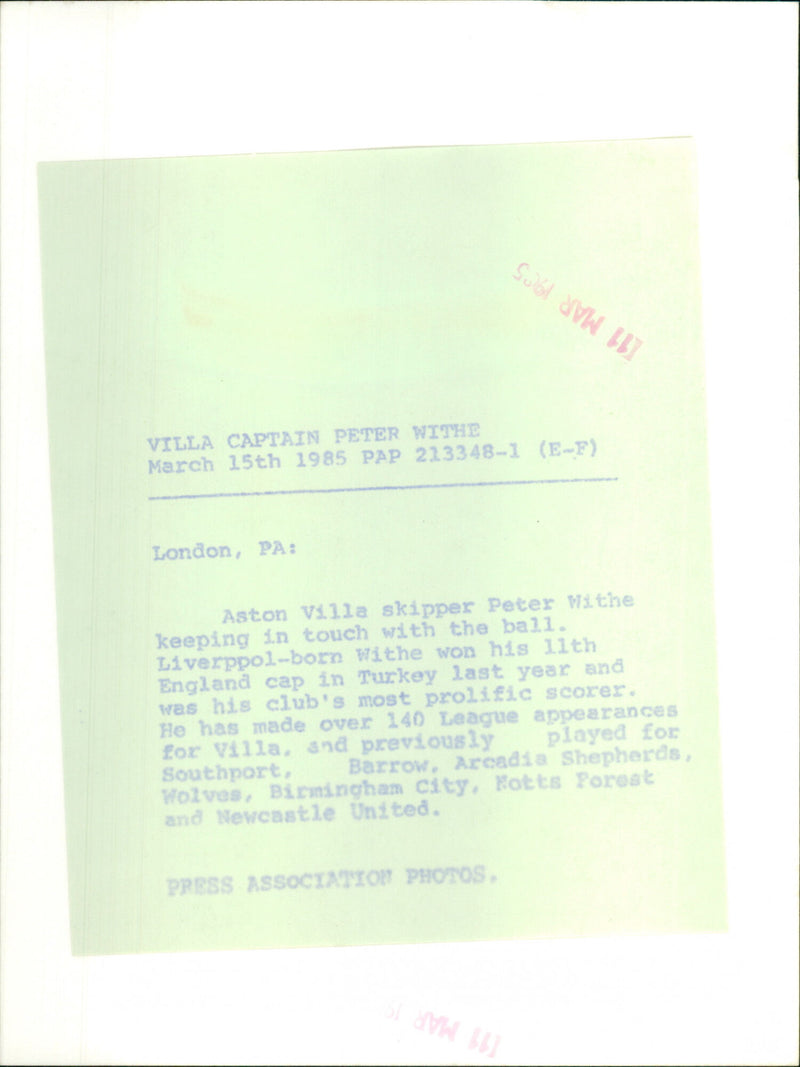 [11 MAR 1985
VILLA CAPTAIN PETER WITHE
March 15th 1985 PAP 213348-1 (E-F)
London, PA:
Aston Villa skipper Peter Withe
keeping in touch with the ball.
Liverppol-born Withe won his 11th
England cap in Turkey last year and
was his club's most prolific scorer.
He has made over 140 League appearances
for Villa, and previously played for
Southport, Barrow, Arcadia Shepherds,
Wolves, Birmingham City, Notts Forest
and Newcastle United.
PRESS ASSOCIATION PHOTOS.
[11 MAR 19